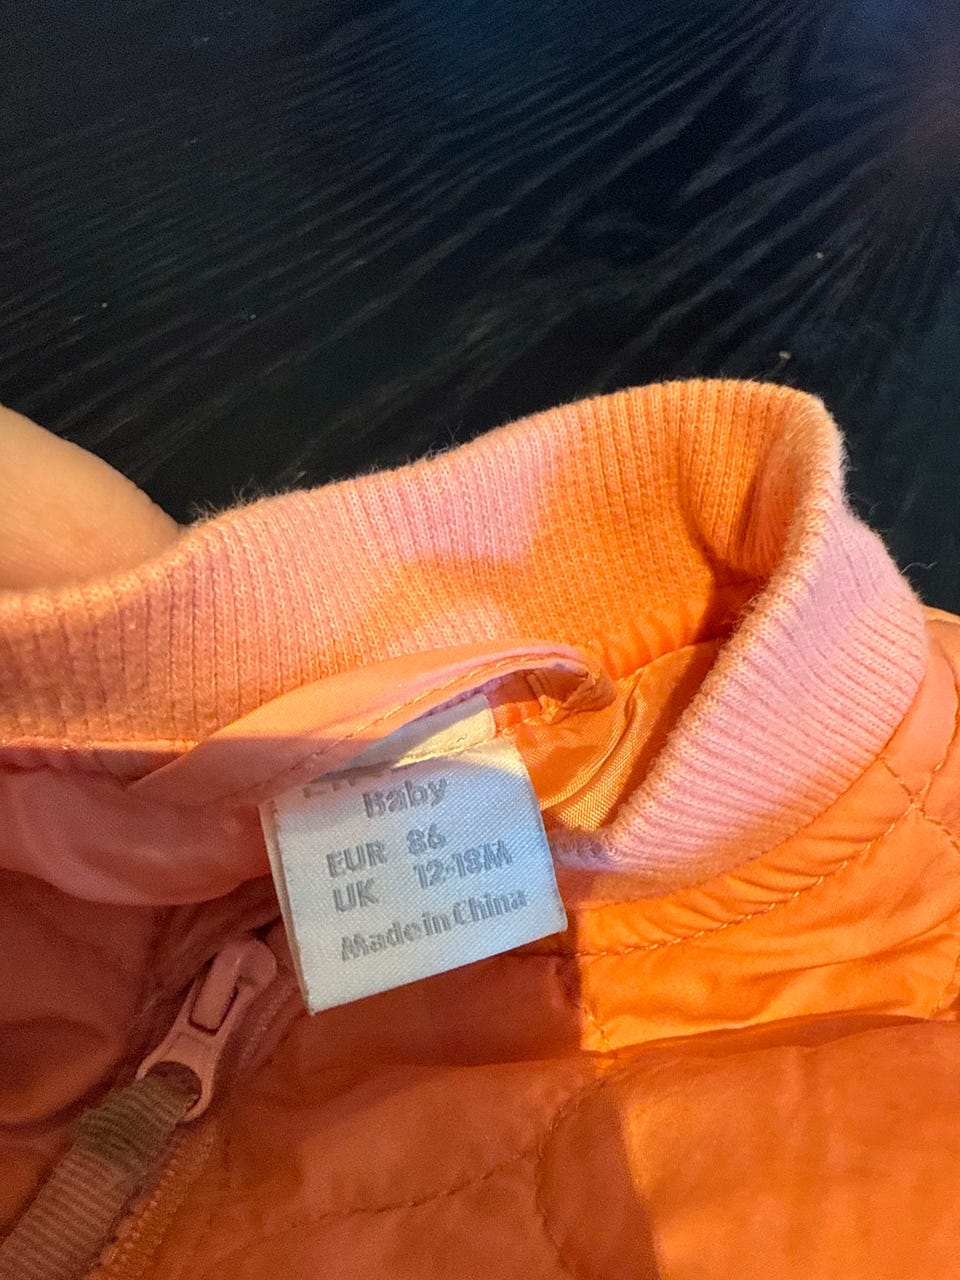 Baby
EUR 86
UK 12-18M
Made in China